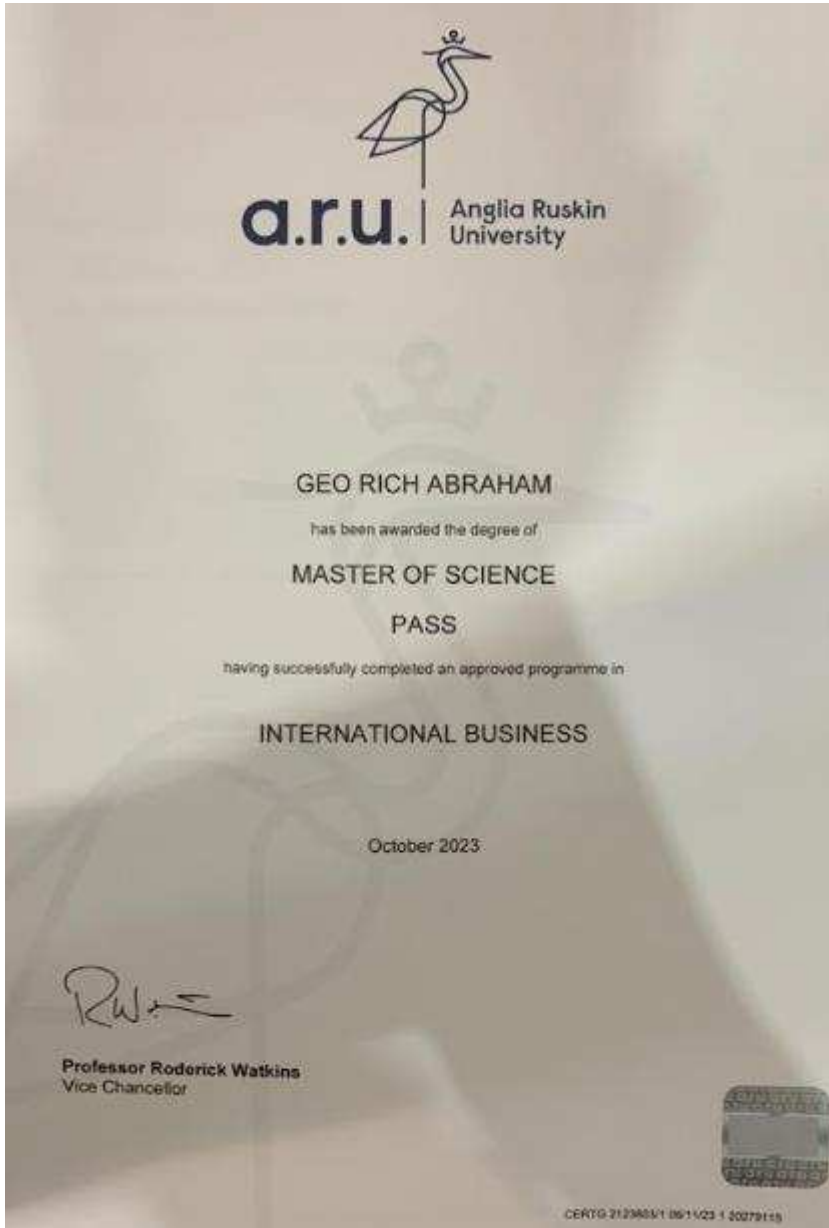 a.r.u. Anglia Ruskin University
GEO RICH ABRAHAM
has been awarded the degree of
MASTER OF SCIENCE
PASS
having successfully completed an approved programme in
INTERNATIONAL BUSINESS
October 2023
Professor Roderick Watkins
Vice Chancellor
CERTG